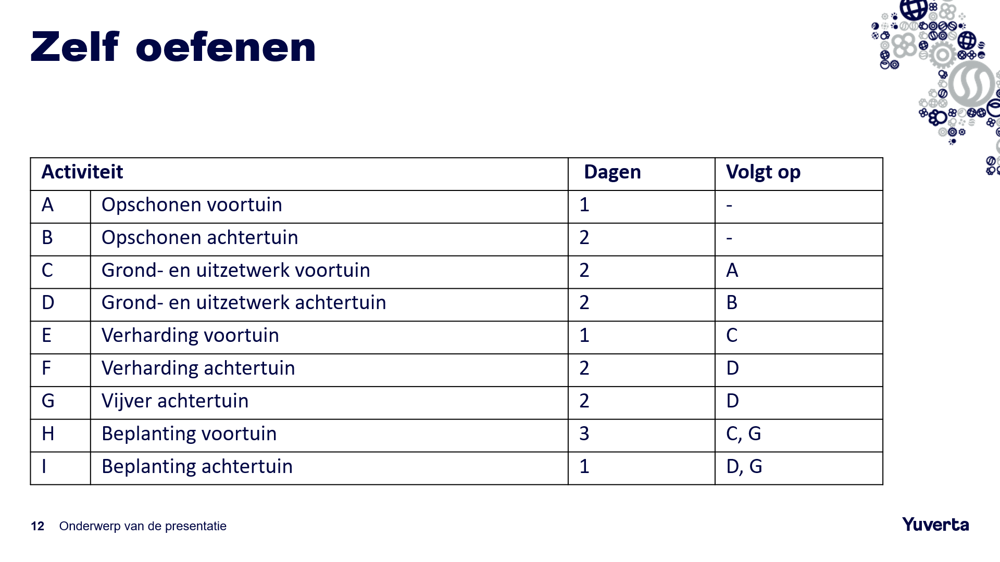 Zelf oefenen
Activiteit Dagen Volgt op
A Opschonen voortuin 1 -
B Opschonen achtertuin 2 -
C Grond- en uitzetwerk voortuin 2 A
D Grond- en uitzetwerk achtertuin 2 B
E Verharding voortuin 1 C
F Verharding achtertuin 2 D
G Vijver achtertuin 2 D
H Beplanting voortuin 3 C, G
I Beplanting achtertuin 1 D, G
12 Onderwerp van de presentatie
Yuverta